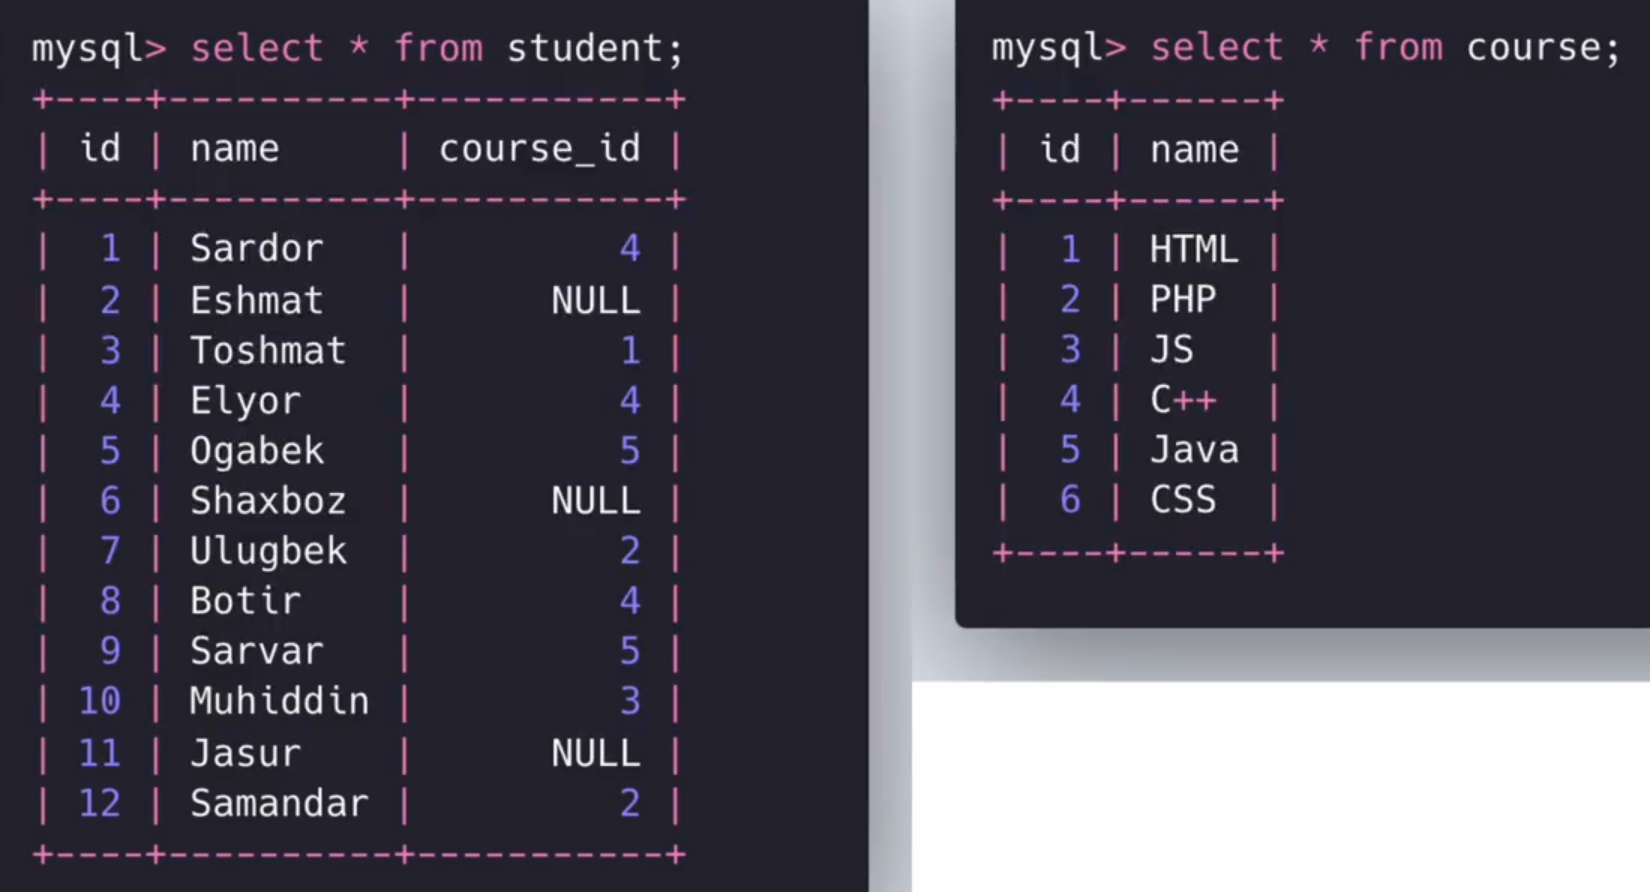 mysql> select * from student;
+----+----------+-----------+
| id | name     | course_id |
+----+----------+-----------+
|  1 | Sardor   |         4 |
|  2 | Eshmat   |      NULL |
|  3 | Toshmat  |         1 |
|  4 | Elyor    |         4 |
|  5 | Ogabek   |         5 |
|  6 | Shaxboz  |      NULL |
|  7 | Ulugbek  |         2 |
|  8 | Botir    |         4 |
|  9 | Sarvar   |         5 |
| 10 | Muhiddin |         3 |
| 11 | Jasur    |      NULL |
| 12 | Samandar |         2 |
+----+----------+-----------+
mysql> select * from course;
+----+------+
| id | name |
+----+------+
|  1 | HTML |
|  2 | PHP  |
|  3 | JS   |
|  4 | C++  |
|  5 | Java |
|  6 | CSS  |
+----+------+